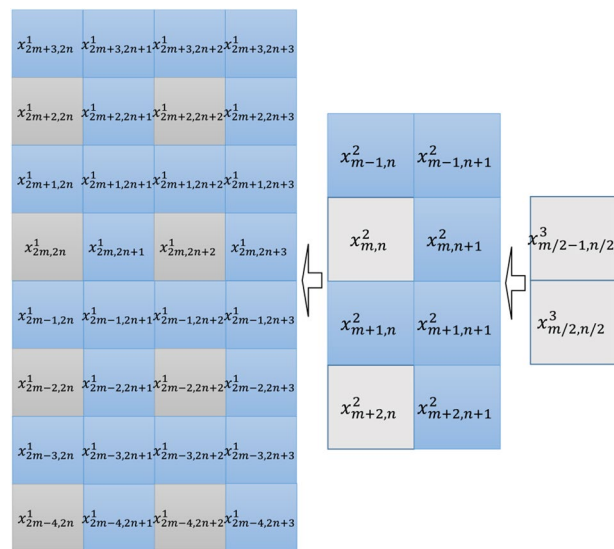 x^1_{2m+3,2n} x^1_{2m+3,2n+1} x^1_{2m+3,2n+2} x^1_{2m+3,2n+3}
x^1_{2m+2,2n} x^1_{2m+2,2n+1} x^1_{2m+2,2n+2} x^1_{2m+2,2n+3}
x^1_{2m+1,2n} x^1_{2m+1,2n+1} x^1_{2m+1,2n+2} x^1_{2m+1,2n+3}
x^1_{2m,2n} x^1_{2m,2n+1} x^1_{2m,2n+2} x^1_{2m,2n+3}
x^1_{2m-1,2n} x^1_{2m-1,2n+1} x^1_{2m-1,2n+2} x^1_{2m-1,2n+3}
x^1_{2m-2,2n} x^1_{2m-2,2n+1} x^1_{2m-2,2n+2} x^1_{2m-2,2n+3}
x^1_{2m-3,2n} x^1_{2m-3,2n+1} x^1_{2m-3,2n+2} x^1_{2m-3,2n+3}
x^1_{2m-4,2n} x^1_{2m-4,2n+1} x^1_{2m-4,2n+2} x^1_{2m-4,2n+3}
x^2_{m-1,n} x^2_{m-1,n+1}
x^2_{m,n} x^2_{m,n+1}
x^2_{m+1,n} x^2_{m+1,n+1}
x^2_{m+2,n} x^2_{m+2,n+1}
x^3_{m/2-1,n/2}
x^3_{m/2,n/2}